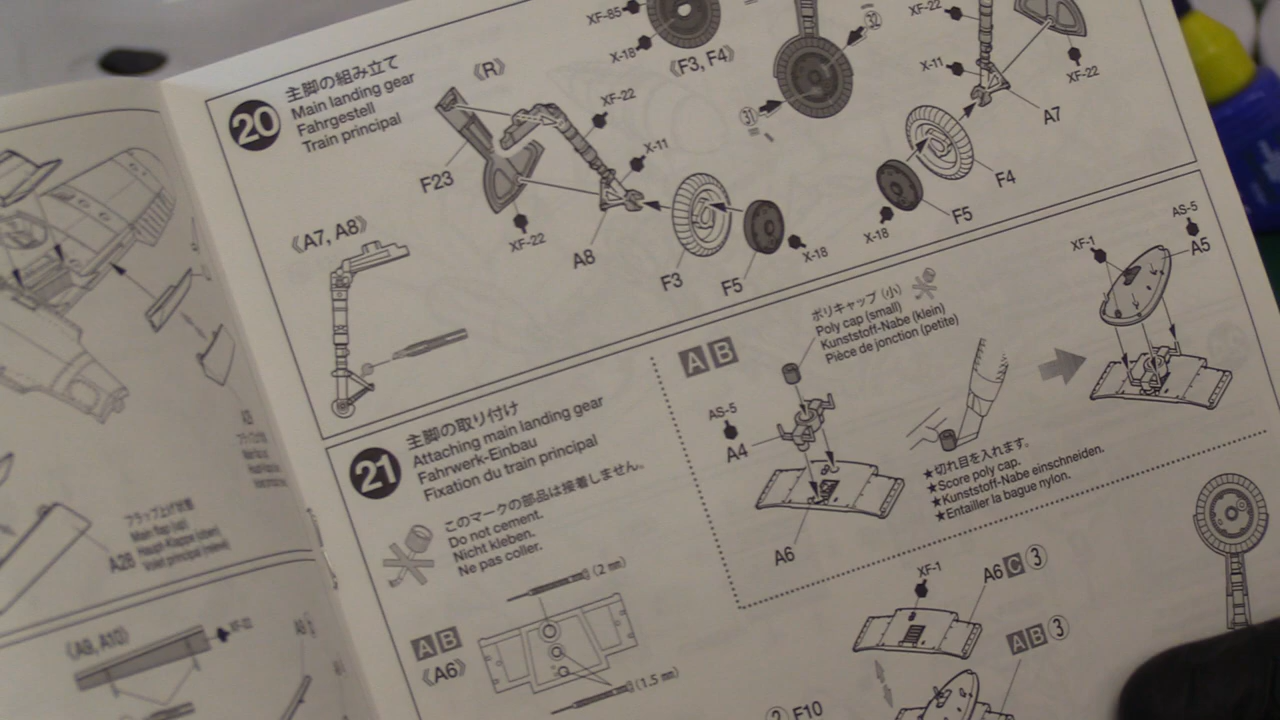 20
主脚の組み立て
Main landing gear
Fahrgestell
Train principal
《R》
XF-85
X-18
《F3, F4》
32
31
XF-22
X-11
XF-22
A7
F4
F5
X-18
XF-22
X-11
F23
XF-22
A8
F3
F5
X-18
《A7, A8》
21
主脚の取り付け
Attaching main landing gear
Fahrwerk-Einbau
Fixation du train principal
このマークの部品は接着しません。
Do not cement.
Nicht kleben.
Ne pas coller.
A B
《A6》
(2 mm)
(1.5 mm)
A B
ポリキャップ (小)
Poly cap (small)
Kunststoff-Nabe (klein)
Pièce de jonction (petite)
AS-5
A4
A6
★切れ目を入れます。
★Score poly cap.
★Kunststoff-Nabe einschneiden.
★Entailler la bague nylon.
XF-1
AS-5
A5
XF-1
A6 C 3
A B 3
2 F10
A28
Main flap (up)
《A9, A10》